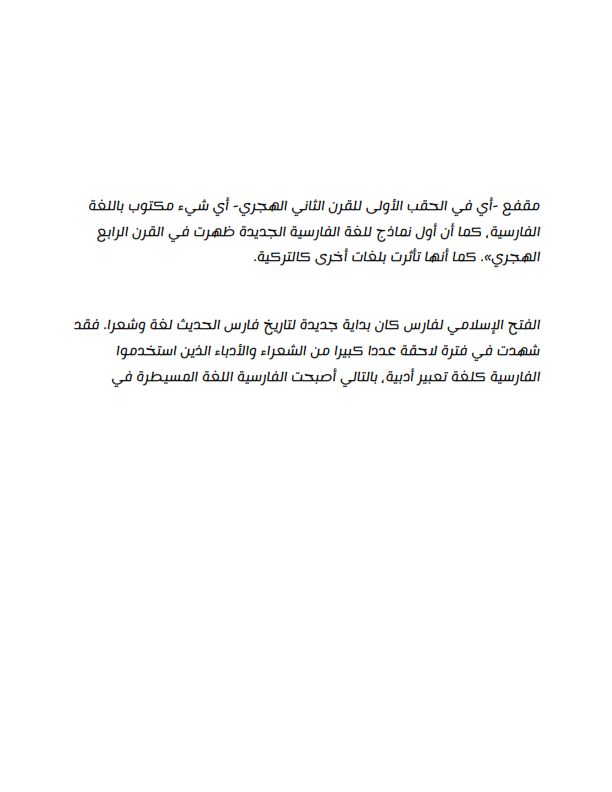 مقفع -أي في الحقب الأولى للقرن الثاني الهجري- أي شيء مكتوب باللغة
الفارسية، كما أن أول نماذج للغة الفارسية الجديدة ظهرت في القرن الرابع
الهجري». كما أنها تأثرت بلغات أخرى كالتركية.
الفتح الإسلامي لفارس كان بداية جديدة لتاريخ فارس الحديث لغة وشعرا. فقد
شهدت في فترة لاحقة عددا كبيرا من الشعراء والأدباء الذين استخدموا
الفارسية كلغة تعبير أدبية، بالتالي أصبحت الفارسية اللغة المسيطرة في